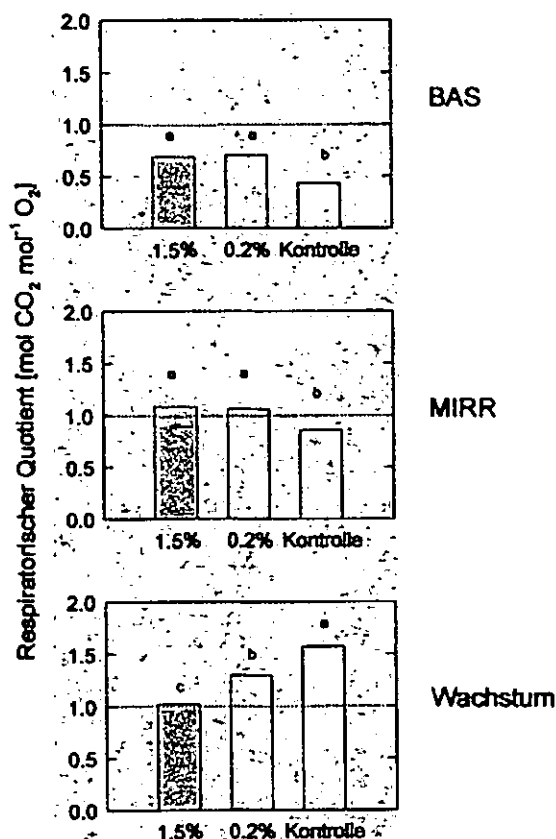 Respiratorischer Quotient [mol CO₂ mol⁻¹ O₂]
2.0
1.5
1.0
0.5
0.0
a a b
1.5% 0.2% Kontrolle
BAS
2.0
1.5
1.0
0.5
0.0
a a b
1.5% 0.2% Kontrolle
MIRR
2.0
1.5
1.0
0.5
0.0
c b a
1.5% 0.2% Kontrolle
Wachstum